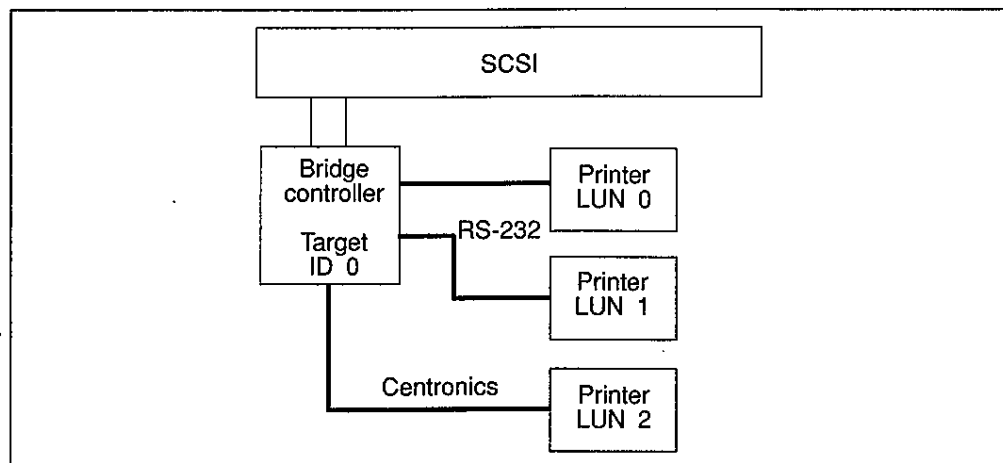 SCSI
Bridge
controller
Target
ID 0
Printer
LUN 0
RS-232
Printer
LUN 1
Centronics
Printer
LUN 2